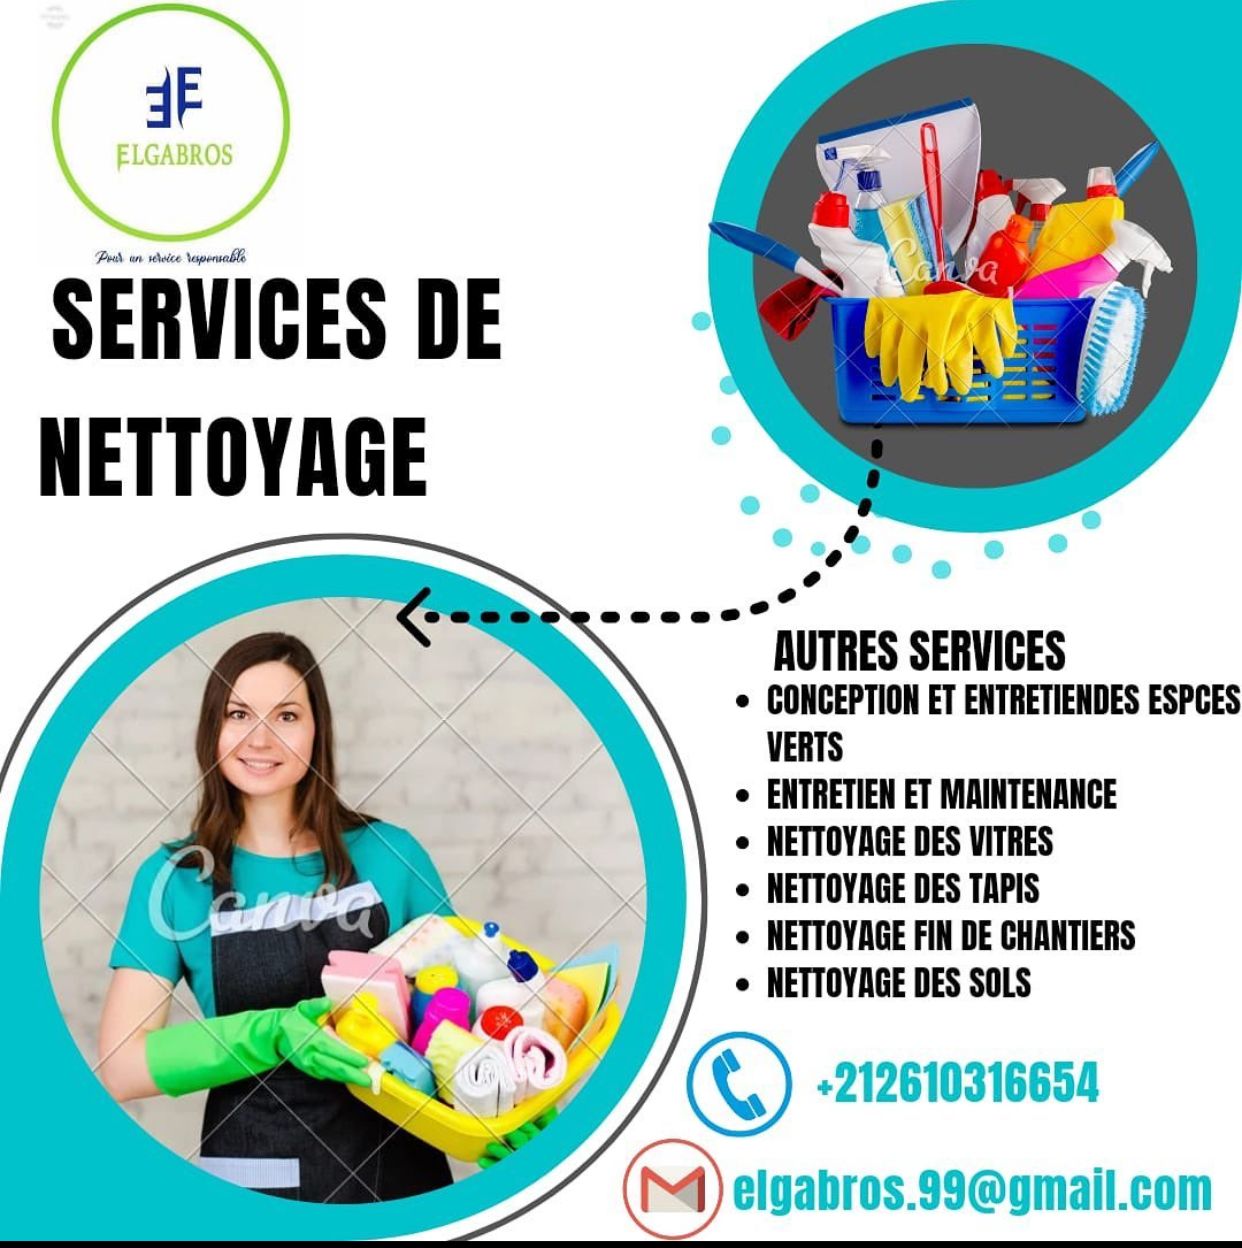 ELGABROS
Pour un service responsable
SERVICES DE
NETTOYAGE
Canva
Canva
AUTRES SERVICES
CONCEPTION ET ENTRETIENDES ESPCES
VERTS
ENTRETIEN ET MAINTENANCE
NETTOYAGE DES VITRES
NETTOYAGE DES TAPIS
NETTOYAGE FIN DE CHANTIERS
NETTOYAGE DES SOLS
+212610316654
elgabros.99@gmail.com